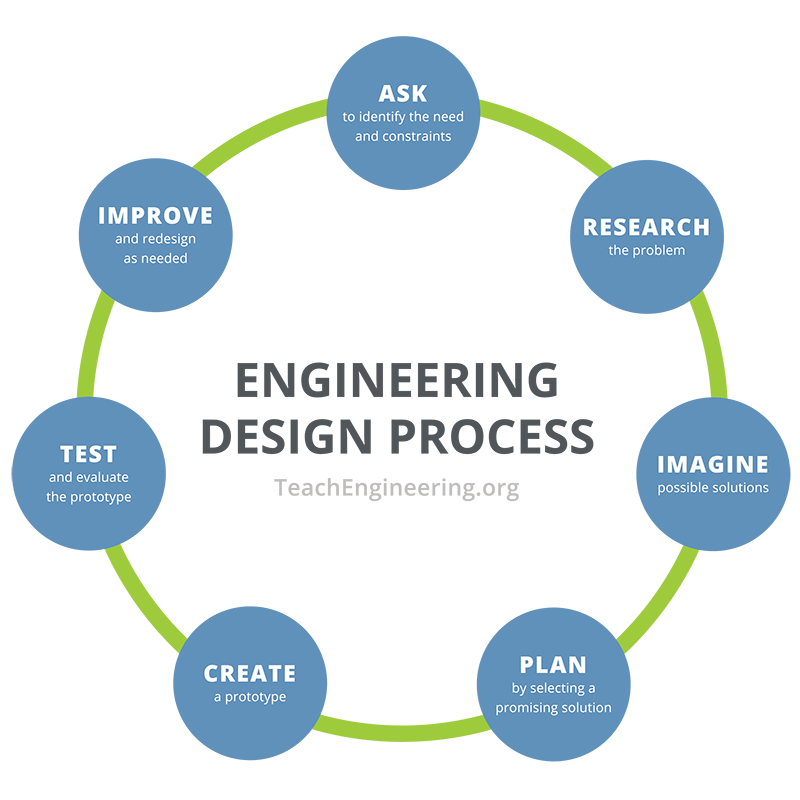 ASK
to identify the need
and constraints
RESEARCH
the problem
IMAGINE
possible solutions
PLAN
by selecting a
promising solution
CREATE
a prototype
TEST
and evaluate
the prototype
IMPROVE
and redesign
as needed
ENGINEERING
DESIGN PROCESS
TeachEngineering.org